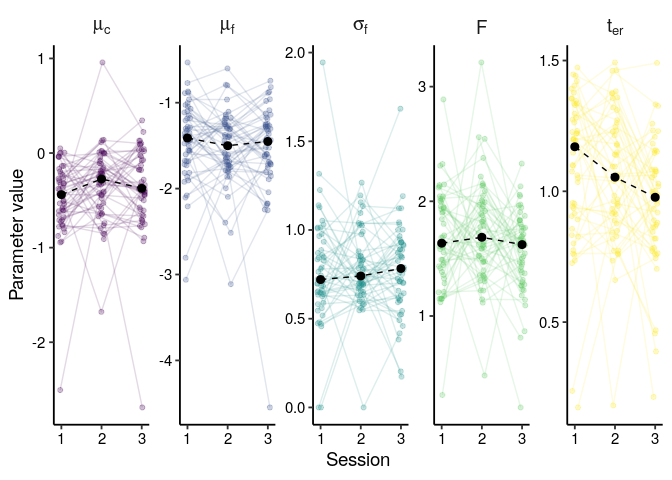 μc μf σf F ter
1 0 -1 -2
-1 -2 -3 -4
2.0 1.5 1.0 0.5 0.0
3 2 1
1.5 1.0 0.5
Parameter value
1 2 3 1 2 3 1 2 3 1 2 3 1 2 3
Session